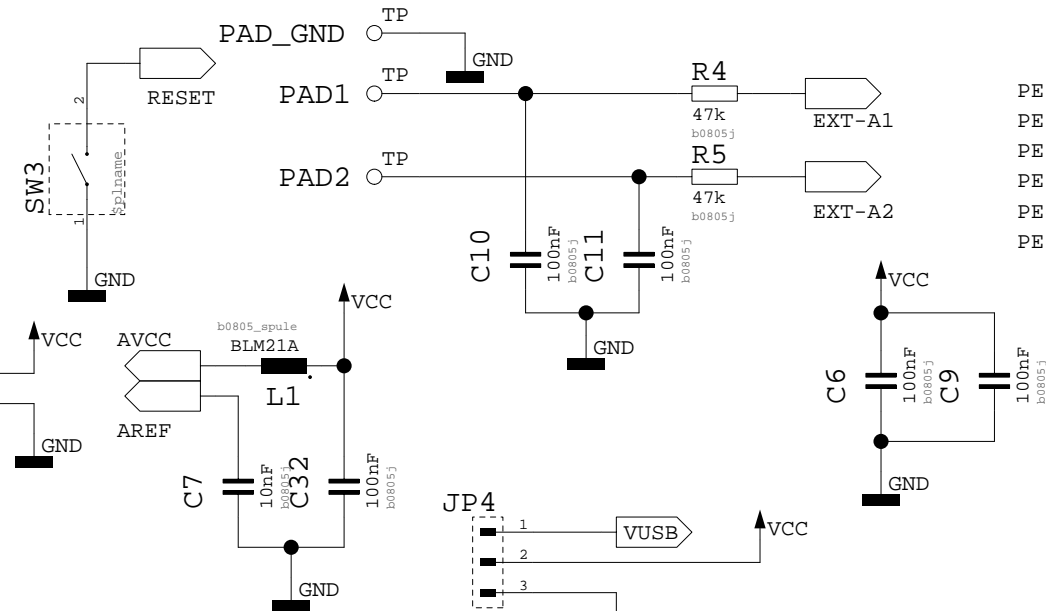 TP
PAD_GND
GND
RESET
2
SW3
Splname
1
GND
TP
PAD1
R4
47k
b0805j
EXT-A1
TP
PAD2
R5
47k
b0805j
EXT-A2
C10
100nF
b0805j
C11
100nF
b0805j
GND
PE
PE
PE
PE
PE
PE
VCC
GND
AVCC
AREF
b0805_spule
BLM21A
L1
VCC
C7
10nF
b0805j
C32
100nF
b0805j
GND
VCC
C6
100nF
b0805j
C9
100nF
b0805j
GND
JP4
1
VUSB
2
VCC
3